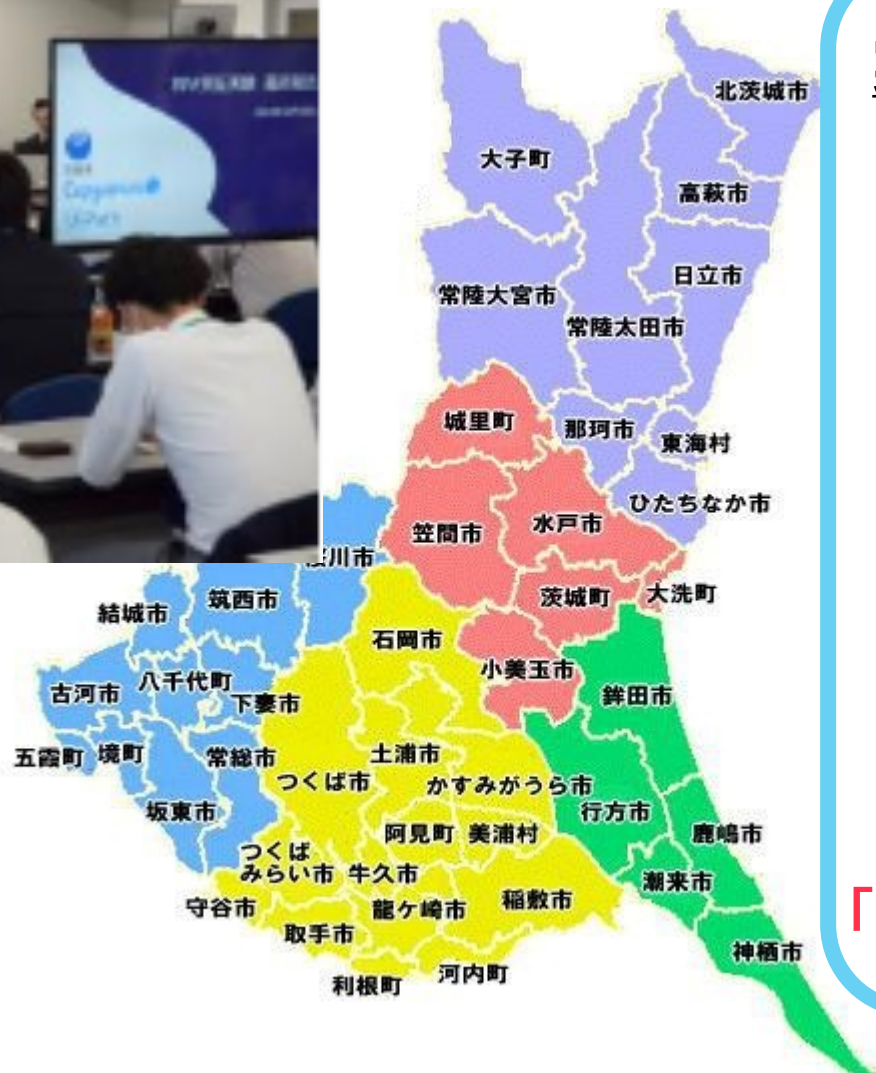 北茨城市
大子町
高萩市
日立市
常陸大宮市
常陸太田市
城里町
那珂市
東海村
ひたちなか市
水戸市
笠間市
桜川市
茨城町
大洗町
筑西市
結城市
石岡市
小美玉市
鉾田市
八千代町
古河市
下妻市
土浦市
五霞町
境町
常総市
つくば市
かすみがうら市
坂東市
行方市
阿見町
美浦村
鹿嶋市
つくば
みらい市
牛久市
潮来市
守谷市
龍ケ崎市
稲敷市
取手市
神栖市
利根町
河内町
「
Capgemini
UiPath